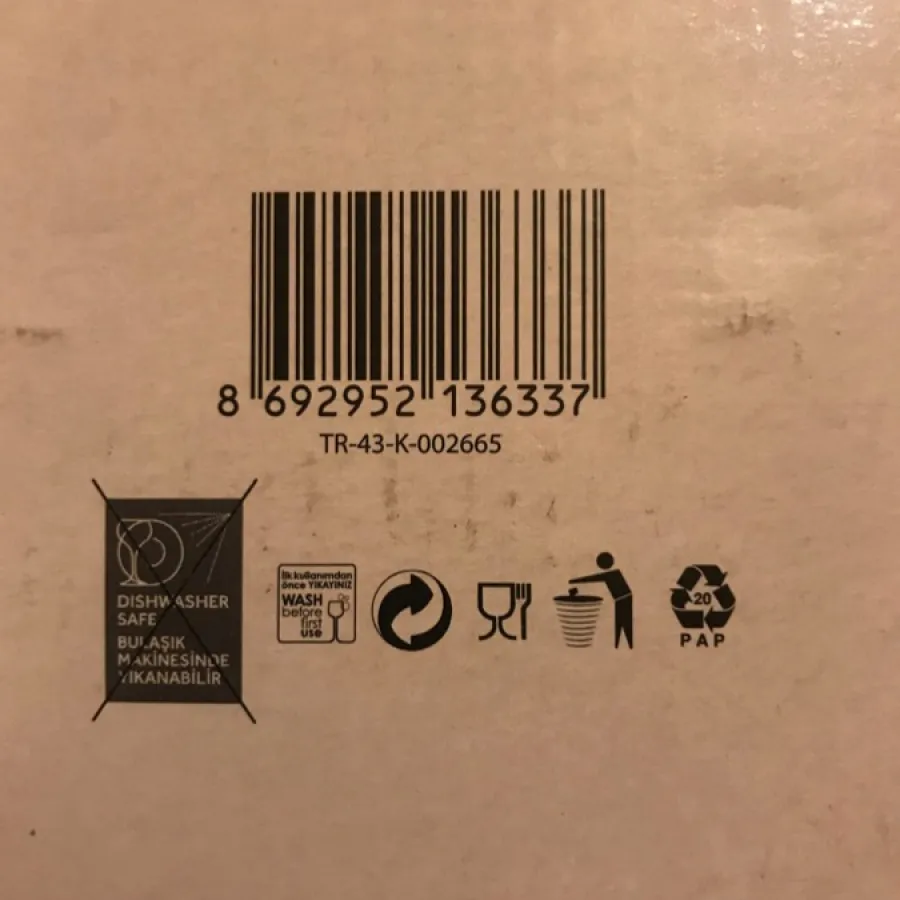 8 692952 136337
TR-43-K-002665
DISHWASHER
SAFE
BULAŞIK
MAKİNESİNDE
YIKANABİLİR
ilk kullanımdan
önce YIKAYINIZ
WASH
before
first
use
20
PAP